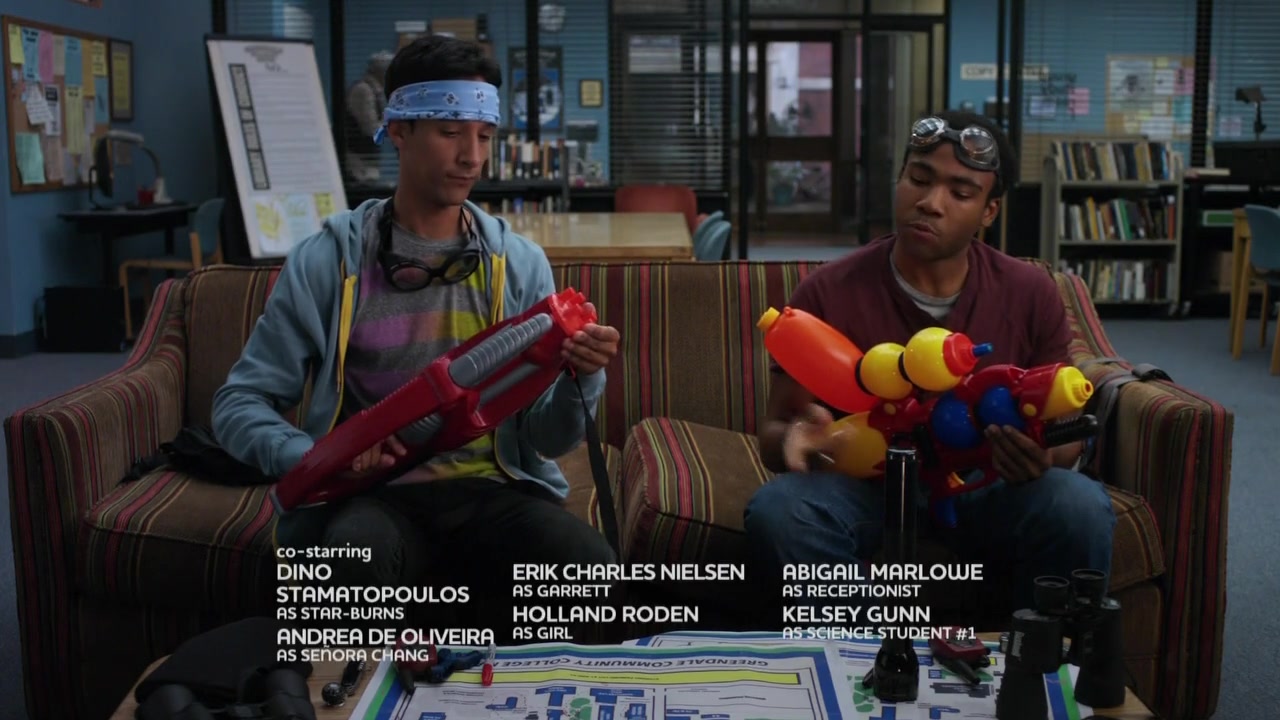 co-starring
DINO
STAMATOPOULOS
AS STAR-BURNS
ANDREA DE OLIVEIRA
AS SEÑORA CHANG
ERIK CHARLES NIELSEN
AS GARRETT
HOLLAND RODEN
AS GIRL
ABIGAIL MARLOWE
AS RECEPTIONIST
KELSEY GUNN
AS SCIENCE STUDENT #1
GREENDALE COMMUNITY COLLEGE